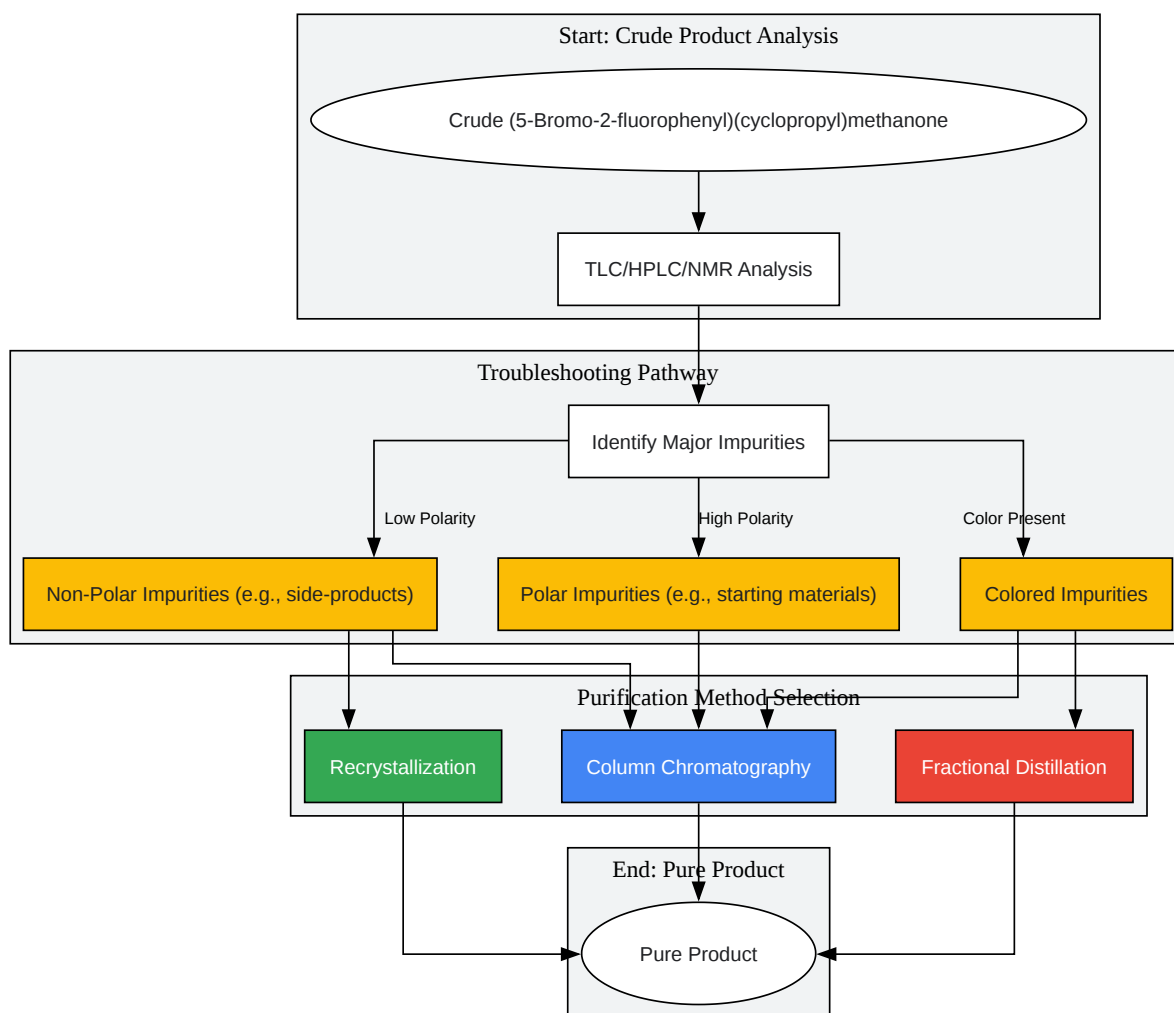 Start: Crude Product Analysis
Crude (5-Bromo-2-fluorophenyl)(cyclopropyl)methanone
TLC/HPLC/NMR Analysis
Troubleshooting Pathway
Identify Major Impurities
Low Polarity
High Polarity
Color Present
Non-Polar Impurities (e.g., side-products)
Polar Impurities (e.g., starting materials)
Colored Impurities
Purification Method Selection
Recrystallization
Column Chromatography
Fractional Distillation
End: Pure Product
Pure Product